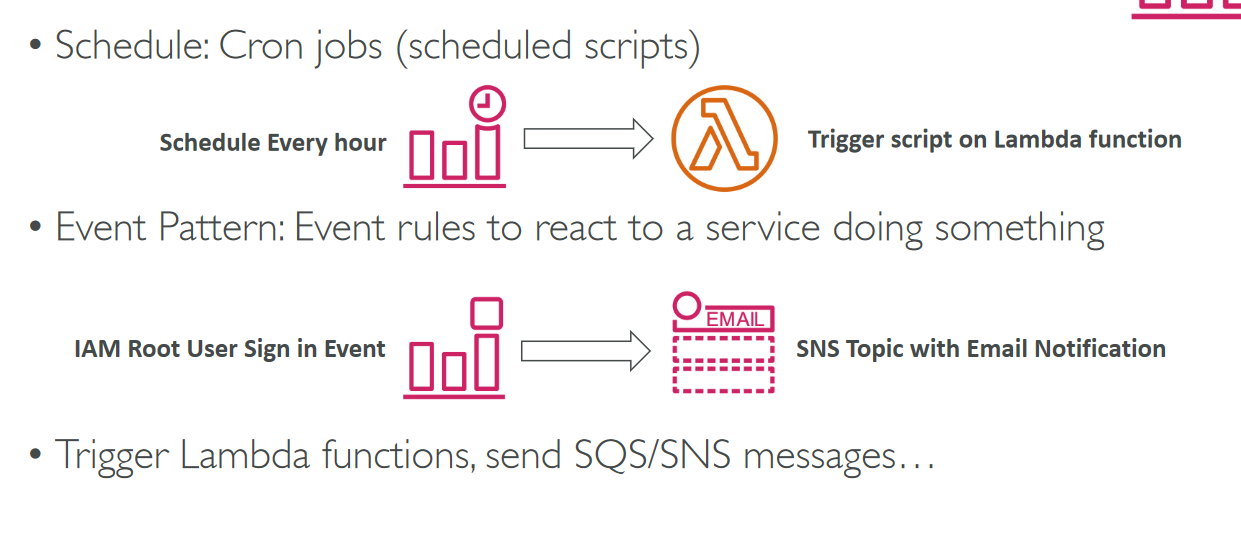 • Schedule: Cron jobs (scheduled scripts)
Schedule Every hour
Trigger script on Lambda function
• Event Pattern: Event rules to react to a service doing something
IAM Root User Sign in Event
EMAIL
SNS Topic with Email Notification
• Trigger Lambda functions, send SQS/SNS messages…